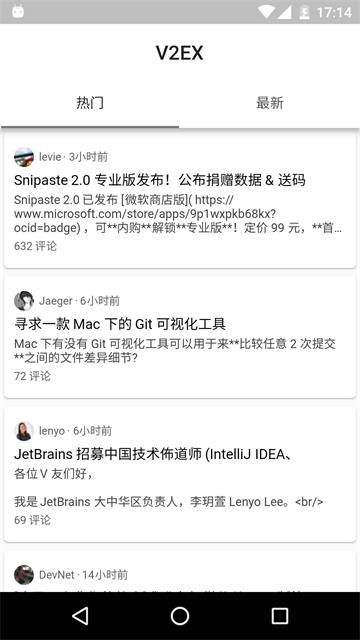 17:14
V2EX
热门
最新
levie · 3小时前
Snipaste 2.0 专业版发布！公布捐赠数据 & 送码
Snipaste 2.0 已发布 [微软商店版]( https://
www.microsoft.com/store/apps/9p1wxpkb68kx?
ocid=badge) ，可**内购**解锁**专业版**！定价 99 元，**首...
632 评论
Jaeger · 6小时前
寻求一款 Mac 下的 Git 可视化工具
Mac 下有没有 Git 可视化工具可以用于来**比较任意 2 次提交
**之间的文件差异细节?
72 评论
lenyo · 6小时前
JetBrains 招募中国技术佈道师 (IntelliJ IDEA、
各位 V 友们好，
我是 JetBrains 大中华区负责人，李玥萱 Lenyo Lee。<br/>
69 评论
DevNet · 14小时前